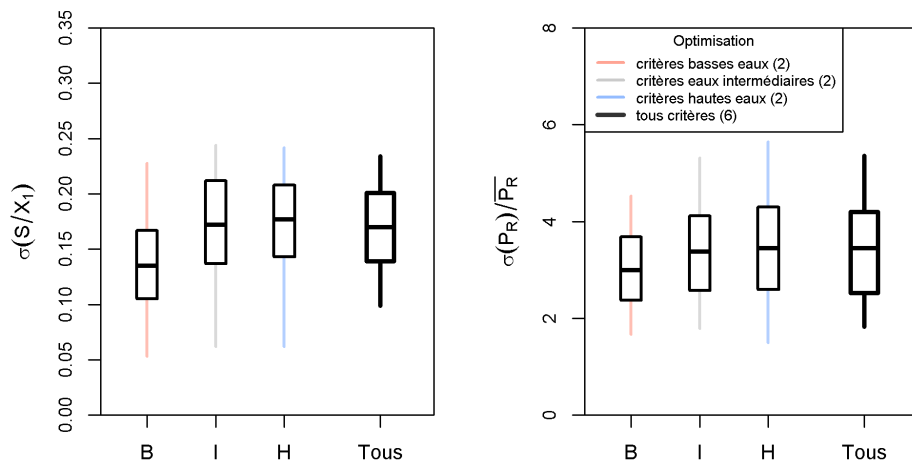 σ(S/X₁)
0.35
0.30
0.25
0.20
0.15
0.10
0.05
0.00
B I H Tous
σ(P_R)/P̅_R̅
8
6
4
2
0
Optimisation
critères basses eaux (2)
critères eaux intermédiaires (2)
critères hautes eaux (2)
tous critères (6)
B I H Tous